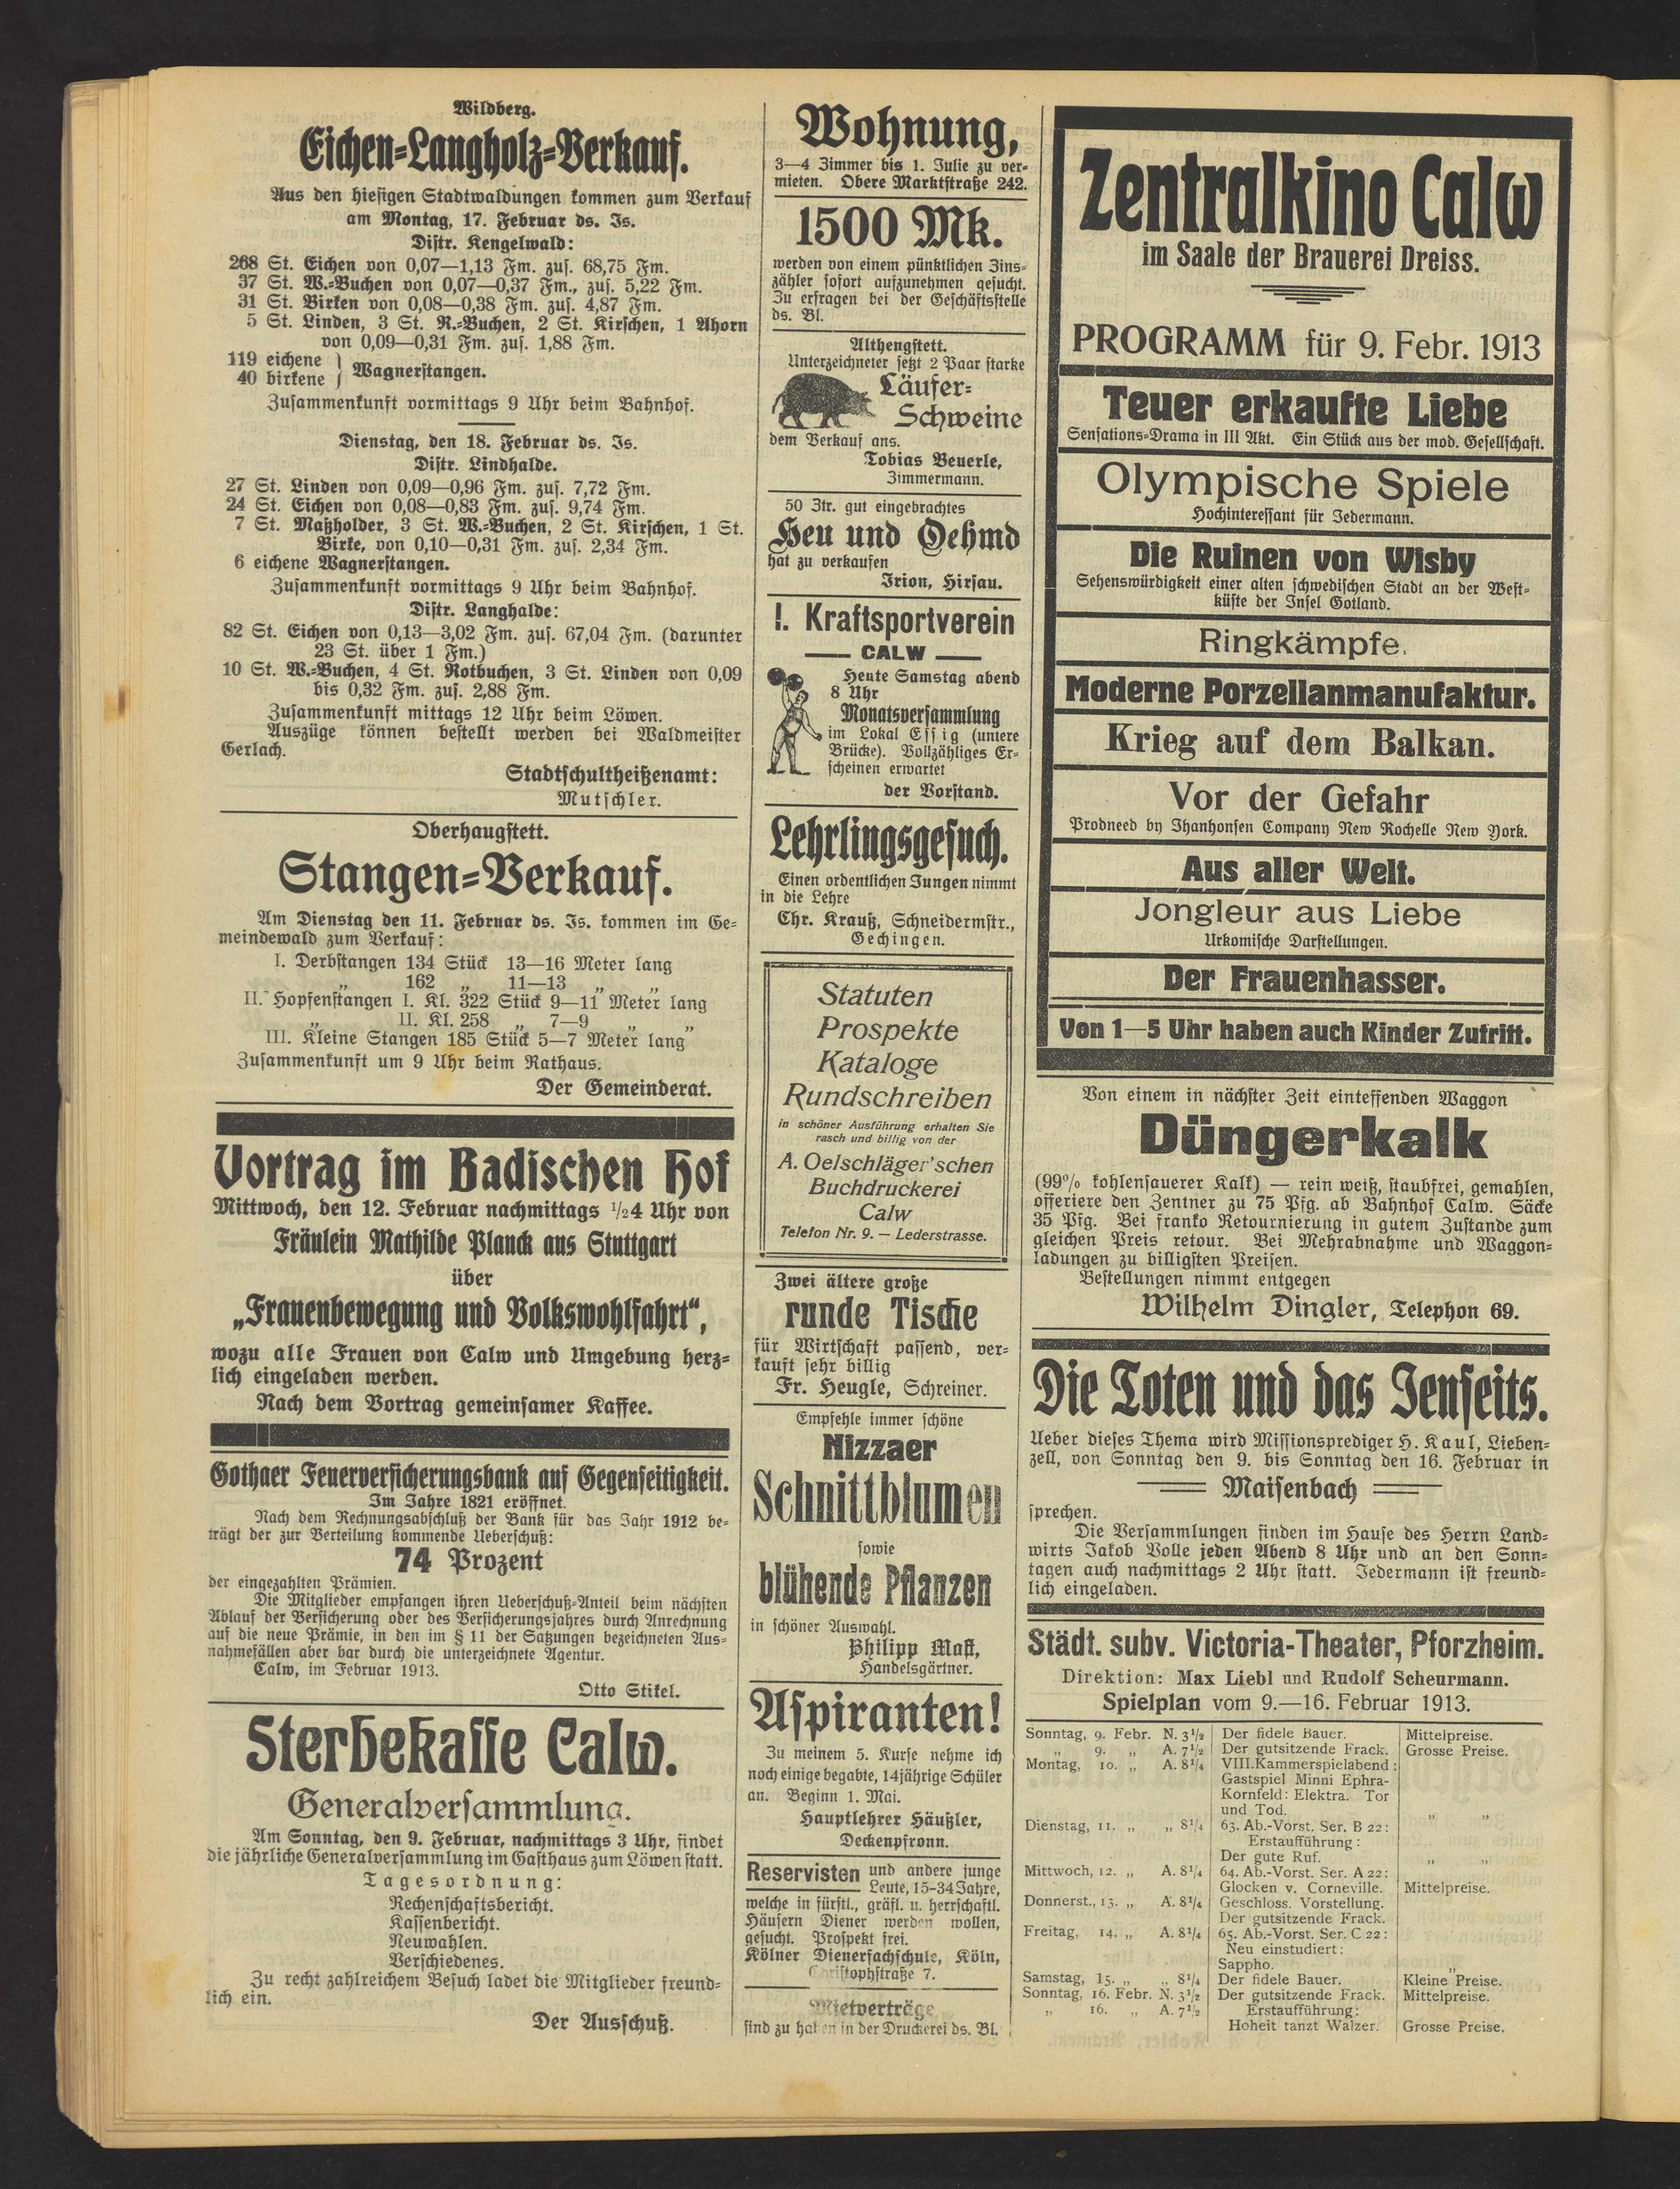 Wildberg.
Eichen-Langholz-Verkauf.
Aus den hiesigen Stadtwaldungen kommen zum Verkauf
am Montag, 17. Februar ds. Js.
Distr. Kengelwald:
268 St. Eichen von 0,07—1,13 Fm. zus. 68,75 Fm.
37 St. W.-Buchen von 0,07—0,37 Fm., zus. 5,22 Fm.
31 St. Birken von 0,08—0,38 Fm. zus. 4,87 Fm.
5 St. Linden, 3 St. R.-Buchen, 2 St. Kirschen, 1 Ahorn
von 0,09—0,31 Fm. zus. 1,88 Fm.
119 eichene } Wagnerstangen.
40 birkene
Zusammenkunft vormittags 9 Uhr beim Bahnhof.
Dienstag, den 18. Februar ds. Js.
Distr. Lindhalde.
27 St. Linden von 0,09—0,96 Fm. zus. 7,72 Fm.
24 St. Eichen von 0,08—0,83 Fm. zus. 9,74 Fm.
7 St. Maßholder, 3 St. W.-Buchen, 2 St. Kirschen, 1 St.
Birke, von 0,10—0,31 Fm. zus. 2,34 Fm.
6 eichene Wagnerstangen.
Zusammenkunft vormittags 9 Uhr beim Bahnhof.
Distr. Langhalde:
82 St. Eichen von 0,13—3,02 Fm. zus. 67,04 Fm. (darunter
23 St. über 1 Fm.)
10 St. W.-Buchen, 4 St. Rotbuchen, 3 St. Linden von 0,09
bis 0,32 Fm. zus. 2,88 Fm.
Zusammenkunft mittags 12 Uhr beim Löwen.
Auszüge können bestellt werden bei Waldmeister
Gerlach.
Stadtschultheißenamt:
Mutschler.
Oberhaugstett.
Stangen-Verkauf.
Am Dienstag den 11. Februar ds. Js. kommen im Ge-
meindewald zum Verkauf:
I. Derbstangen 134 Stück 13—16 Meter lang
„ 162 „ 11—13 „ „
II. Hopfenstangen I. Kl. 322 Stück 9—11 Meter lang
„ II. Kl. 258 „ 7—9 „ „
III. Kleine Stangen 185 Stück 5—7 Meter lang
Zusammenkunft um 9 Uhr beim Rathaus.
Der Gemeinderat.
Vortrag im Badischen Hof
Mittwoch, den 12. Februar nachmittags 1/24 Uhr von
Fräulein Mathilde Planck aus Stuttgart
über
„Frauenbewegung und Volkswohlfahrt“,
wozu alle Frauen von Calw und Umgebung herz-
lich eingeladen werden.
Nach dem Vortrag gemeinsamer Kaffee.
Gothaer Feuerversicherungsbank auf Gegenseitigkeit.
Im Jahre 1821 eröffnet.
Nach dem Rechnungsabschluß der Bank für das Jahr 1912 be-
trägt der zur Verteilung kommende Ueberschuß:
74 Prozent
der eingezahlten Prämien.
Die Mitglieder empfangen ihren Ueberschuß-Anteil beim nächsten
Ablauf der Versicherung oder des Versicherungsjahres durch Anrechnung
auf die neue Prämie, in den im § 11 der Satzungen bezeichneten Aus-
nahmefällen aber bar durch die unterzeichnete Agentur.
Calw, im Februar 1913.
Otto Stikel.
Sterbekasse Calw.
Generalversammlung.
Am Sonntag, den 9. Februar, nachmittags 3 Uhr, findet
die jährliche Generalversammlung im Gasthaus zum Löwen statt.
Tagesordnung:
Rechenschaftsbericht.
Kassenbericht.
Neuwahlen.
Verschiedenes.
Zu recht zahlreichem Besuch ladet die Mitglieder freund-
lich ein.
Der Ausschuß.
Wohnung,
3—4 Zimmer bis 1. Julie zu ver-
mieten. Obere Marktstraße 242.
1500 Mk.
werden von einem pünktlichen Zins-
zähler sofort aufzunehmen gesucht.
Zu erfragen bei der Geschäftsstelle
ds. Bl.
Althengstett.
Unterzeichneter setzt 2 Paar starke
Läufer-
Schweine
dem Verkauf ans.
Tobias Beuerle,
Zimmermann.
50 Ztr. gut eingebrachtes
Heu und Oehmd
hat zu verkaufen
Irion, Hirsau.
I. Kraftsportverein
CALW
Heute Samstag abend
8 Uhr
Monatsversammlung
im Lokal Essig (untere
Brücke). Vollzähliges Er-
scheinen erwartet
der Vorstand.
Lehrlingsgesuch.
Einen ordentlichen Jungen nimmt
in die Lehre
Chr. Krauß, Schneidermstr.,
Gechingen.
Statuten
Prospekte
Kataloge
Rundschreiben
in schöner Ausführung erhalten Sie
rasch und billig von der
A. Oelschläger'schen
Buchdruckerei
Calw
Telefon Nr. 9. — Lederstrasse.
Zwei ältere große
runde Tische
für Wirtschaft passend, ver-
kauft sehr billig
Fr. Heugle, Schreiner.
Empfehle immer schöne
Nizzaer
Schnittblumen
sowie
blühende Pflanzen
in schöner Auswahl.
Philipp Mast,
Handelsgärtner.
Aspiranten!
Zu meinem 5. Kurse nehme ich
noch einige begabte, 14jährige Schüler
an. Beginn 1. Mai.
Hauptlehrer Häußler,
Deckenpfronn.
Reservisten und andere junge
Leute, 15-34 Jahre,
welche in fürstl., gräfl. u. herrschaftl.
Häusern Diener werden wollen,
gesucht. Prospekt frei.
Kölner Dienerfachschule, Köln,
Christophstraße 7.
Mietverträge
sind zu haben in der Druckerei ds. Bl.
Zentralkino Calw
im Saale der Brauerei Dreiss.
PROGRAMM für 9. Febr. 1913
Teuer erkaufte Liebe
Sensations-Drama in III Akt. Ein Stück aus der mod. Gesellschaft.
Olympische Spiele
Hochinteressant für Jedermann.
Die Ruinen von Wisby
Sehenswürdigkeit einer alten schwedischen Stadt an der West-
küste der Insel Gotland.
Ringkämpfe.
Moderne Porzellanmanufaktur.
Krieg auf dem Balkan.
Vor der Gefahr
Prodneed by Jhanhonsen Company New Rochelle New York.
Aus aller Welt.
Jongleur aus Liebe
Urkomische Darstellungen.
Der Frauenhasser.
Von 1—5 Uhr haben auch Kinder Zutritt.
Von einem in nächster Zeit eintreffenden Waggon
Düngerkalk
(99% kohlensauerer Kalk) — rein weiß, staubfrei, gemahlen,
offeriere den Zentner zu 75 Pfg. ab Bahnhof Calw. Säcke
35 Pfg. Bei franko Retournierung in gutem Zustande zum
gleichen Preis retour. Bei Mehrabnahme und Waggon-
ladungen zu billigsten Preisen.
Bestellungen nimmt entgegen
Wilhelm Dingler, Telephon 69.
Die Toten und das Jenseits.
Ueber dieses Thema wird Missionsprediger H. Kaul, Lieben-
zell, von Sonntag den 9. bis Sonntag den 16. Februar in
Maisenbach
sprechen.
Die Versammlungen finden im Hause des Herrn Land-
wirts Jakob Volle jeden Abend 8 Uhr und an den Sonn-
tagen auch nachmittags 2 Uhr statt. Jedermann ist freund-
lich eingeladen.
Städt. subv. Victoria-Theater, Pforzheim.
Direktion: Max Liebl und Rudolf Scheurmann.
Spielplan vom 9.—16. Februar 1913.
Sonntag, 9. Febr. N. 3 1/2 Der fidele Bauer. Mittelpreise.
„ 9. „ A. 7 1/2 Der gutsitzende Frack. Grosse Preise.
Montag, 10. „ A. 8 1/4 VIII. Kammerspielabend:
Gastspiel Minni Ephra-
Kornfeld: Elektra. Tor
und Tod. „ „
Dienstag, 11. „ „ 8 1/4 63. Ab.-Vorst. Ser. B 22:
Erstaufführung:
Der gute Ruf. „ „
Mittwoch, 12. „ A. 8 1/4 64. Ab.-Vorst. Ser. A 22:
Glocken v. Corneville. Mittelpreise.
Donnerst., 13. „ A. 8 1/4 Geschloss. Vorstellung.
Der gutsitzende Frack.
Freitag, 14. „ A. 8 1/4 65. Ab.-Vorst. Ser. C 22:
Neu einstudiert:
Sappho. „
Samstag, 15. „ „ 8 1/4 Der fidele Bauer. Kleine Preise.
Sonntag, 16. Febr. N. 3 1/2 Der gutsitzende Frack. Mittelpreise.
„ 16. „ A. 7 1/2 Erstaufführung:
Hoheit tanzt Walzer. Grosse Preise.